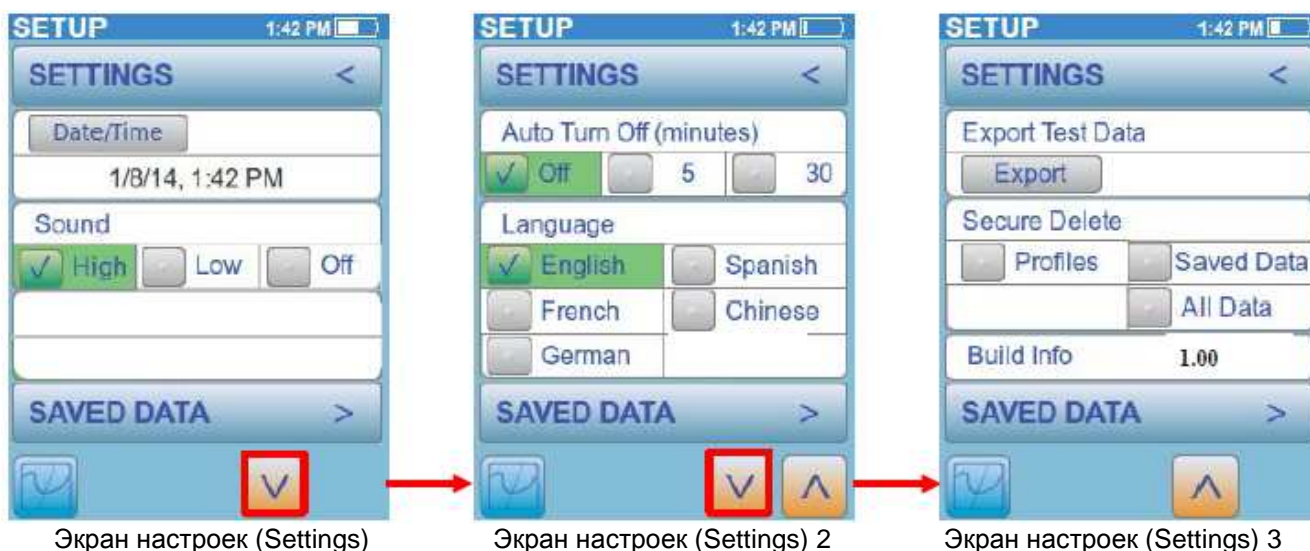 SETUP 1:42 PM
SETTINGS <
Date/Time
1/8/14, 1:42 PM
Sound
√ High Low Off
SAVED DATA >
V
Экран настроек (Settings)
SETUP 1:42 PM
SETTINGS <
Auto Turn Off (minutes)
√ Off 5 30
Language
√ English Spanish
French Chinese
German
SAVED DATA >
V Λ
Экран настроек (Settings) 2
SETUP 1:42 PM
SETTINGS <
Export Test Data
Export
Secure Delete
Profiles Saved Data
All Data
Build Info 1.00
SAVED DATA >
Λ
Экран настроек (Settings) 3